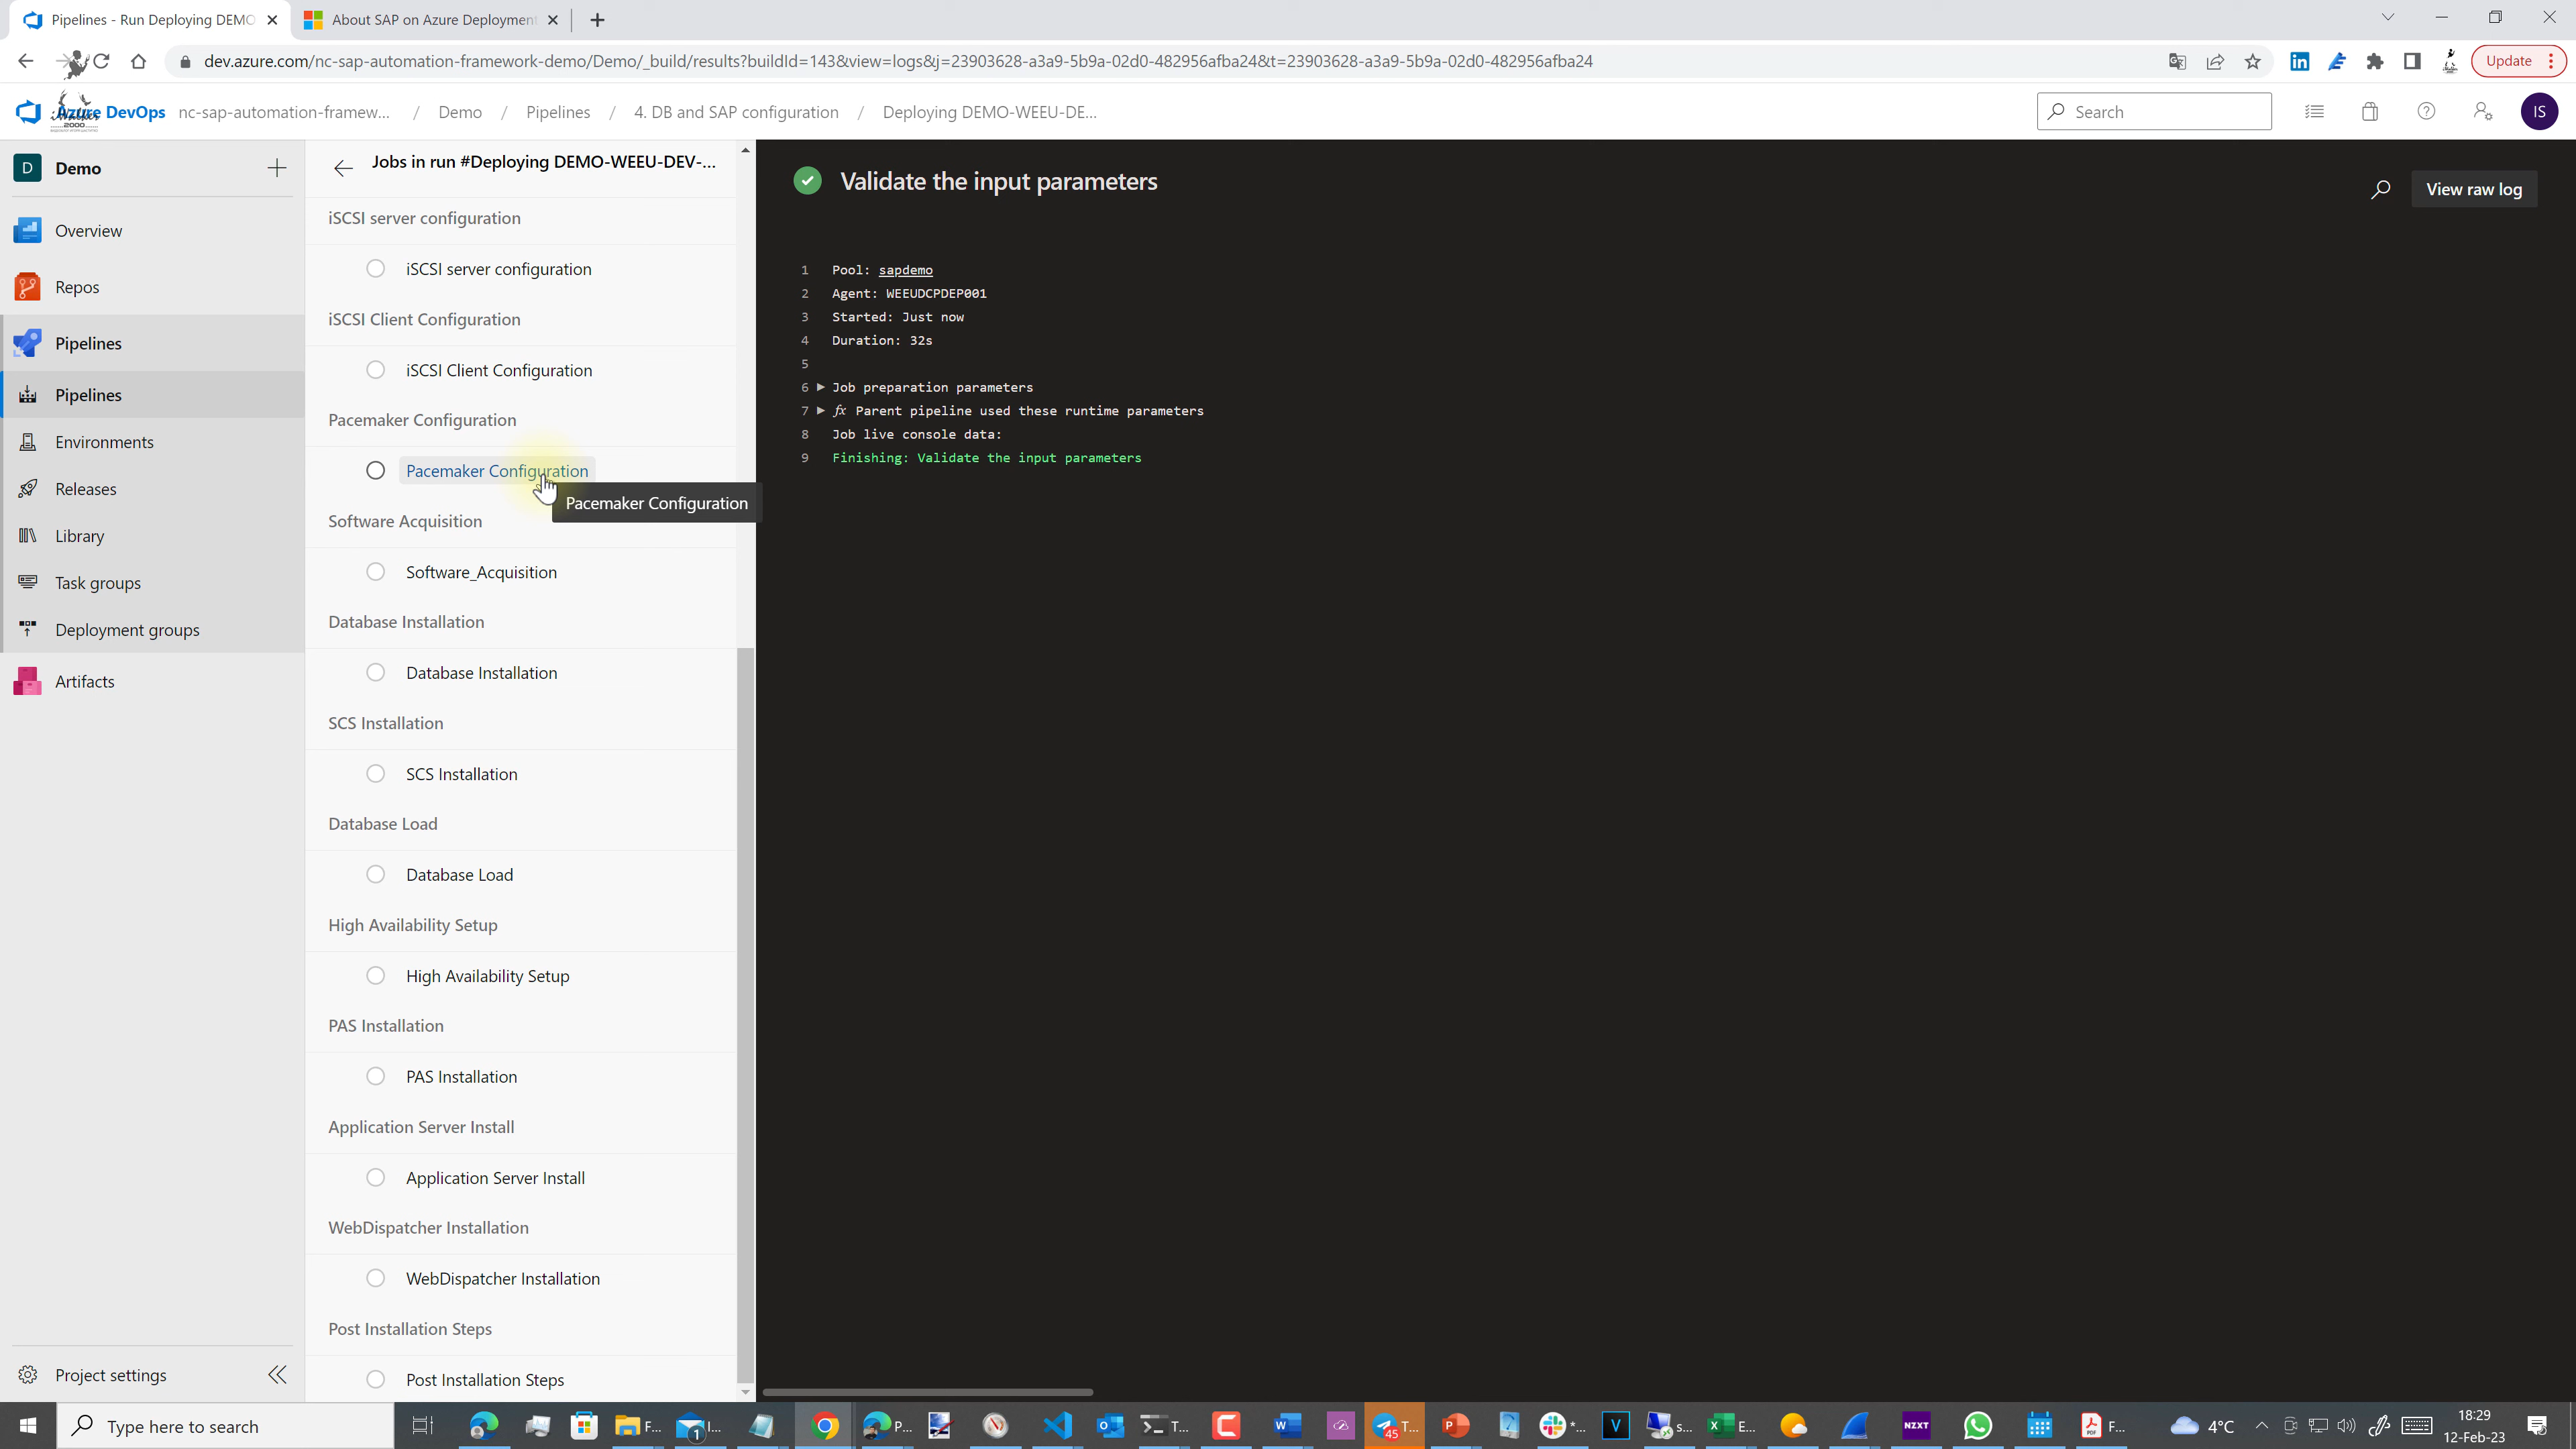 Pipelines - Run Deploying DEMO
About SAP on Azure Deployment
dev.azure.com/nc-sap-automation-framework-demo/Demo/_build/results?buildId=143&view=logs&j=23903628-a3a9-5b9a-02d0-482956afba24&t=23903628-a3a9-5b9a-02d0-482956afba24
Update
Azure DevOps nc-sap-automation-framew... / Demo / Pipelines / 4. DB and SAP configuration / Deploying DEMO-WEEU-DE...
Search
IS
D Demo
Overview
Repos
Pipelines
Pipelines
Environments
Releases
Library
Task groups
Deployment groups
Artifacts
Project settings
Jobs in run #Deploying DEMO-WEEU-DEV-...
iSCSI server configuration
iSCSI server configuration
iSCSI Client Configuration
iSCSI Client Configuration
Pacemaker Configuration
Pacemaker Configuration
Pacemaker Configuration
Software Acquisition
Software_Acquisition
Database Installation
Database Installation
SCS Installation
SCS Installation
Database Load
Database Load
High Availability Setup
High Availability Setup
PAS Installation
PAS Installation
Application Server Install
Application Server Install
WebDispatcher Installation
WebDispatcher Installation
Post Installation Steps
Post Installation Steps
Validate the input parameters
View raw log
1 Pool: sapdemo
2 Agent: WEEUDCPDEP001
3 Started: Just now
4 Duration: 32s
5
6 Job preparation parameters
7 fx Parent pipeline used these runtime parameters
8 Job live console data:
9 Finishing: Validate the input parameters
Type here to search
F...
1 I...
P...
T...
45 T...
*...
V
s...
E...
NZXT
F...
4°C
18:29
12-Feb-23